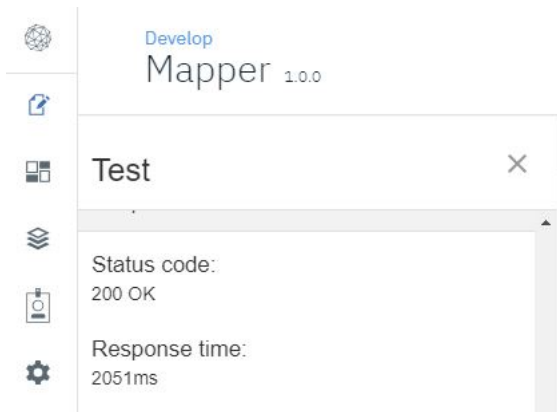 Develop
Mapper 1.0.0
Test
Status code:
200 OK
Response time:
2051ms